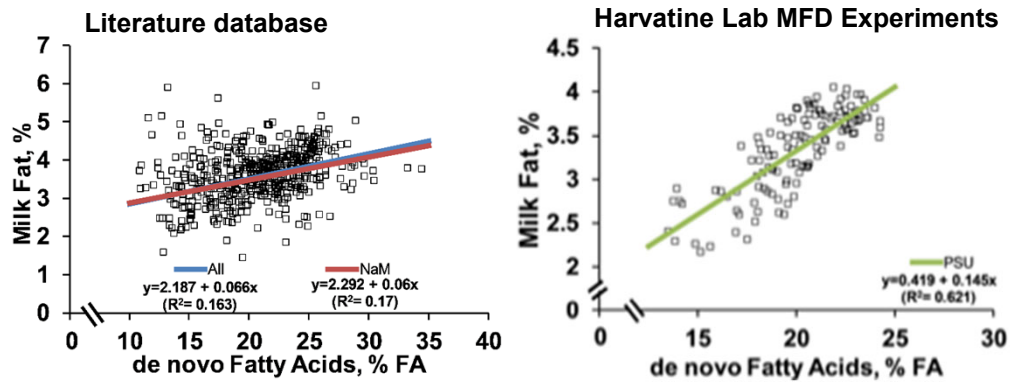 Literature database
Milk Fat, %
7
6
5
4
3
2
1
0
0 10 15 20 25 30 35 40
de novo Fatty Acids, % FA
All
y=2.187 + 0.066x
(R²= 0.163)
NaM
y=2.292 + 0.06x
(R²= 0.17)
Harvatine Lab MFD Experiments
Milk Fat, %
4.5
4
3.5
3
2.5
2
0
0 15 20 25 30
de novo Fatty Acids, % FA
PSU
y=0.419 + 0.145x
(R²= 0.621)